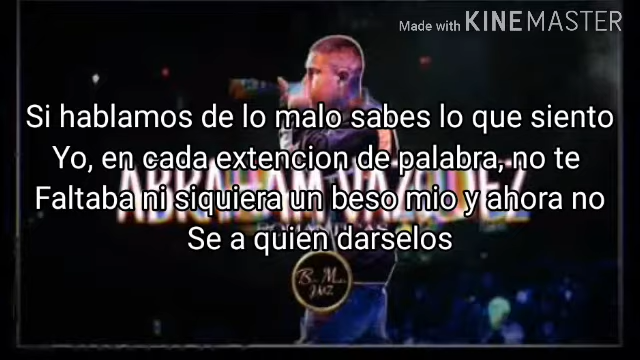 Made with KINEMASTER
Si hablamos de lo malo sabes lo que siento
Yo, en cada extencion de palabra, no te
Faltaba ni siquiera un beso mio y ahora no
Se a quien darselos